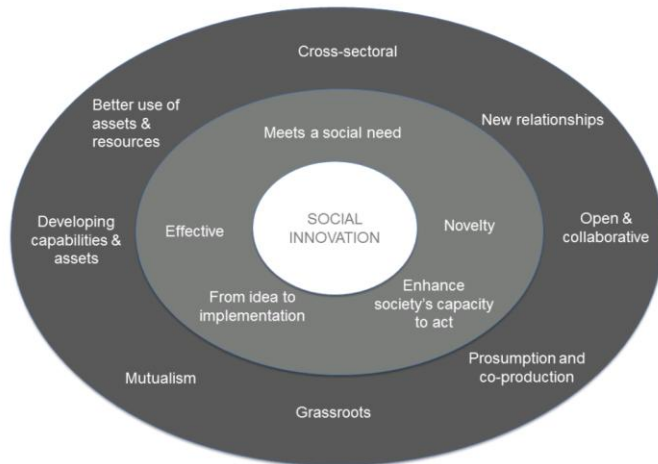 Cross-sectoral
Better use of
assets &
resources
New relationships
Meets a social need
Developing
capabilities &
assets
Effective
SOCIAL
INNOVATION
Novelty
Open &
collaborative
From idea to
implementation
Enhance
society's capacity
to act
Mutualism
Prosumption and
co-production
Grassroots